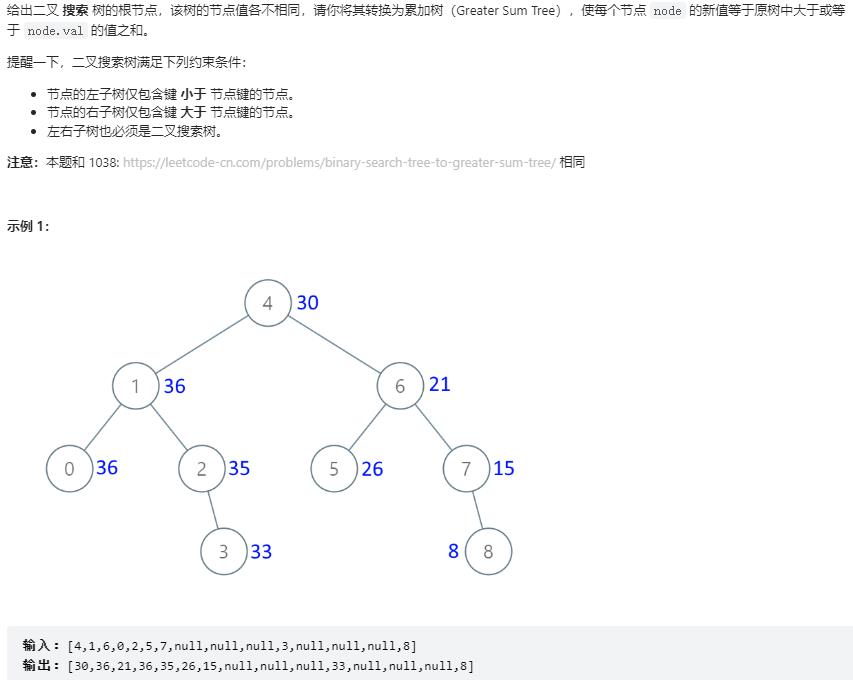 给出二叉 搜索 树的根节点，该树的节点值各不相同，请你将其转换为累加树（Greater Sum Tree），使每个节点 node 的新值等于原树中大于或等
于 node.val 的值之和。
提醒一下，二叉搜索树满足下列约束条件：
• 节点的左子树仅包含键 小于 节点键的节点。
• 节点的右子树仅包含键 大于 节点键的节点。
• 左右子树也必须是二叉搜索树。
注意：本题和 1038: https://leetcode-cn.com/problems/binary-search-tree-to-greater-sum-tree/ 相同
示例 1：
4 30
1 36 6 21
0 36 2 35 5 26 7 15
3 33 8 8
输入：[4,1,6,0,2,5,7,null,null,null,3,null,null,null,8]
输出：[30,36,21,36,35,26,15,null,null,null,33,null,null,null,8]